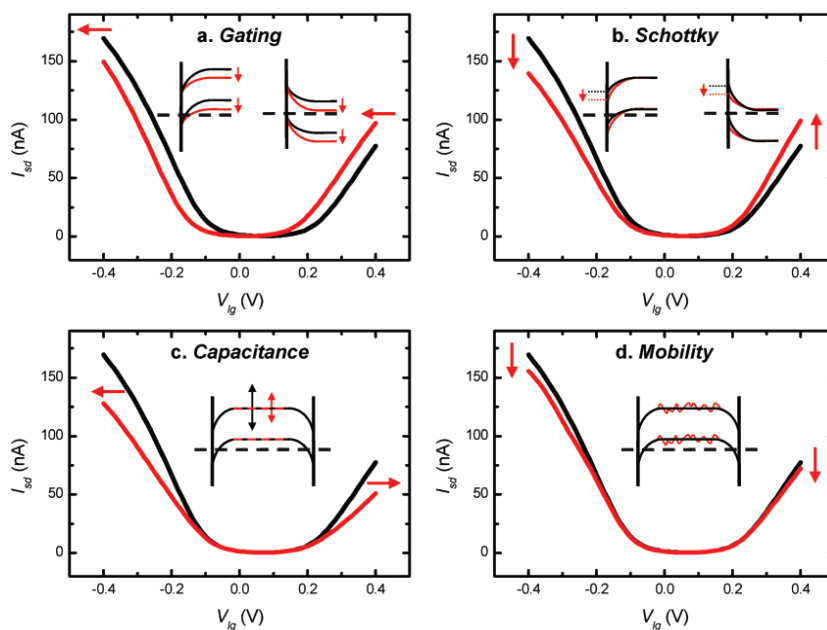 a. Gating
I_sd (nA)
150
100
50
0
-0.4 -0.2 0.0 0.2 0.4
V_lg (V)
b. Schottky
I_sd (nA)
150
100
50
0
-0.4 -0.2 0.0 0.2 0.4
V_lg (V)
c. Capacitance
I_sd (nA)
150
100
50
0
-0.4 -0.2 0.0 0.2 0.4
V_lg (V)
d. Mobility
I_sd (nA)
150
100
50
0
-0.4 -0.2 0.0 0.2 0.4
V_lg (V)